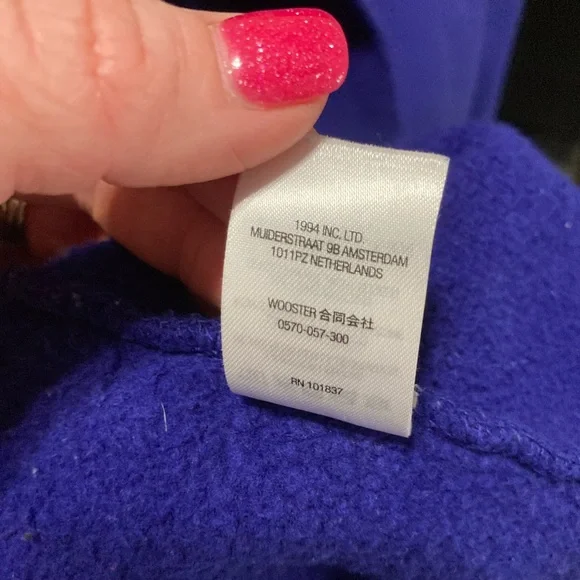 1994 INC. LTD.
MUIDERSTRAAT 9B AMSTERDAM
1011PZ NETHERLANDS
WOOSTER 合同会社
0570-057-300
RN 101837